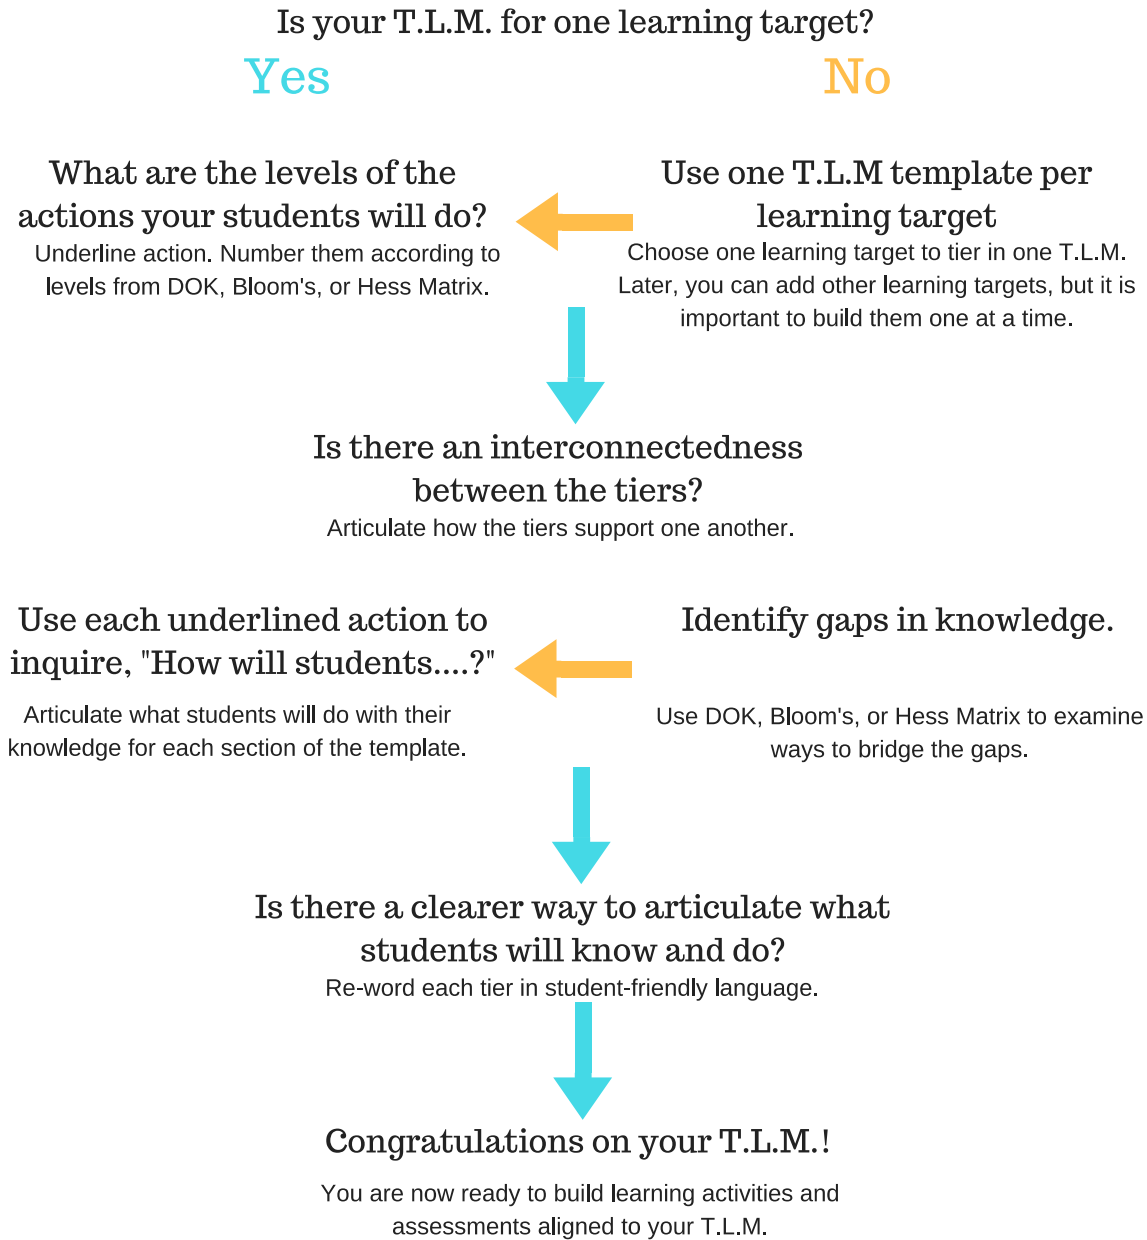 Is your T.L.M. for one learning target?
Yes
No
What are the levels of the
actions your students will do?
Underline action. Number them according to
levels from DOK, Bloom's, or Hess Matrix.
Use one T.L.M template per
learning target
Choose one learning target to tier in one T.L.M.
Later, you can add other learning targets, but it is
important to build them one at a time.
Is there an interconnectedness
between the tiers?
Articulate how the tiers support one another.
Use each underlined action to
inquire, "How will students....?"
Articulate what students will do with their
knowledge for each section of the template.
Identify gaps in knowledge.
Use DOK, Bloom's, or Hess Matrix to examine
ways to bridge the gaps.
Is there a clearer way to articulate what
students will know and do?
Re-word each tier in student-friendly language.
Congratulations on your T.L.M.!
You are now ready to build learning activities and
assessments aligned to your T.L.M.